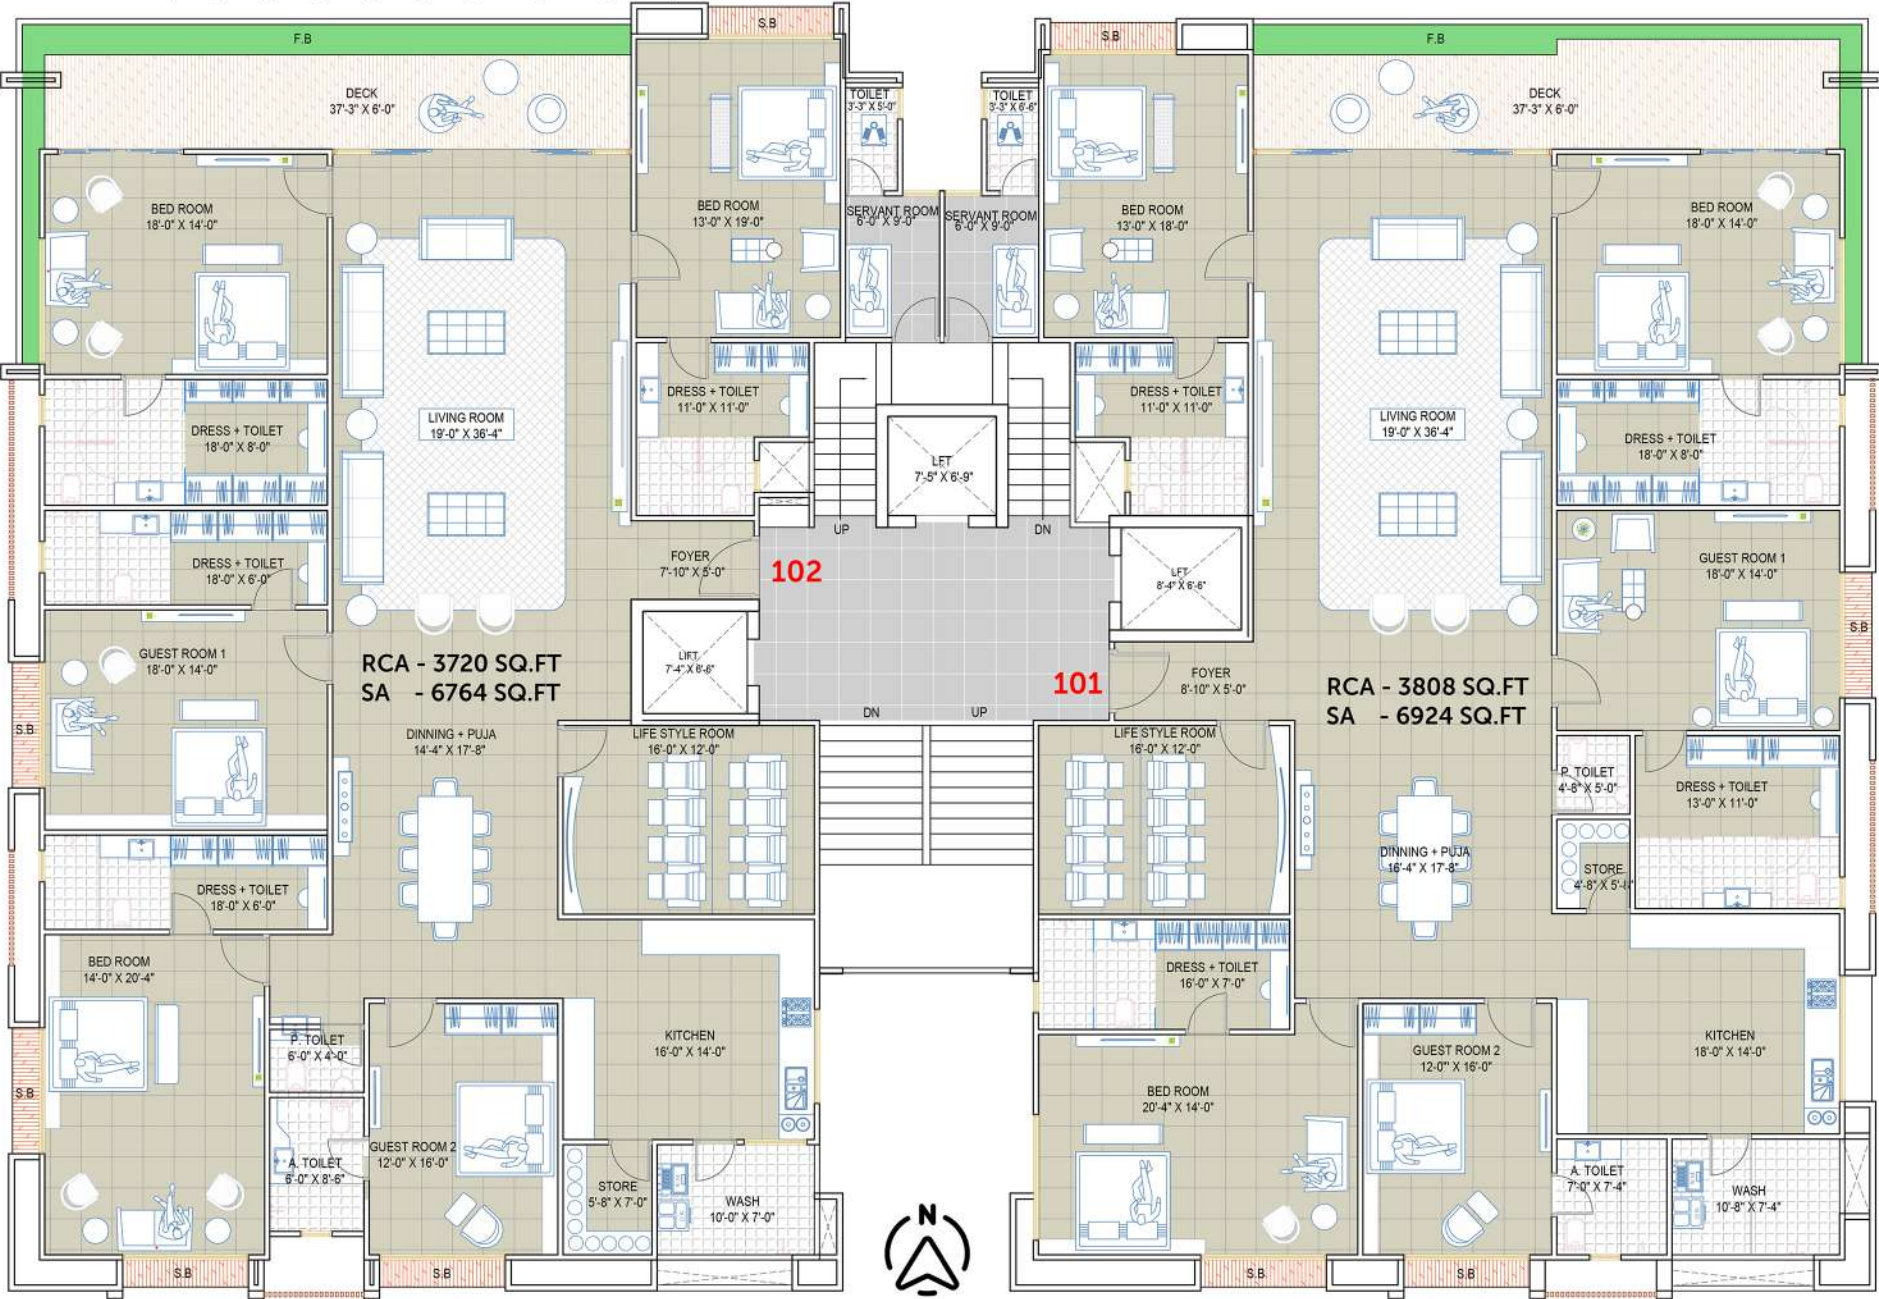 S.B
F.B
DECK
37'-3" X 6'-0"
BED ROOM
18'-0" X 14'-0"
BED ROOM
13'-0" X 19'-0"
TOILET
3'-3" X 5'-0"
SERVANT ROOM
6'-0" X 9'-0"
LIVING ROOM
19'-0" X 36'-4"
DRESS + TOILET
11'-0" X 11'-0"
DRESS + TOILET
18'-0" X 8'-0"
DRESS + TOILET
18'-0" X 6'-0"
FOYER
7'-10" X 5'-0"
102
GUEST ROOM 1
18'-0" X 14'-0"
RCA - 3720 SQ.FT
SA - 6764 SQ.FT
LIFT
7'-4" X 6'-6"
S.B
DINNING + PUJA
14'-4" X 17'-8"
LIFE STYLE ROOM
16'-0" X 12'-0"
DRESS + TOILET
18'-0" X 6'-0"
BED ROOM
14'-0" X 20'-4"
S.B
P. TOILET
6'-0" X 4'-0"
KITCHEN
16'-0" X 14'-0"
A. TOILET
6'-0" X 8'-6"
GUEST ROOM 2
12'-0" X 16'-0"
STORE
5'-8" X 7'-0"
WASH
10'-0" X 7'-0"
S.B
S.B
UP
LFT
7'-5" X 6'-9"
DN
DN
UP
N
S.B
F.B
DECK
37'-3" X 6'-0"
TOILET
3'-3" X 6'-6"
SERVANT ROOM
6'-0" X 9'-0"
BED ROOM
13'-0" X 18'-0"
BED ROOM
18'-0" X 14'-0"
DRESS + TOILET
11'-0" X 11'-0"
LIVING ROOM
19'-0" X 36'-4"
DRESS + TOILET
18'-0" X 8'-0"
LFT
8'-4" X 6'-6"
GUEST ROOM 1
18'-0" X 14'-0"
S.B
101
FOYER
8'-10" X 5'-0"
RCA - 3808 SQ.FT
SA - 6924 SQ.FT
LIFE STYLE ROOM
16'-0" X 12'-0"
P. TOILET
4'-8" X 5'-0"
DRESS + TOILET
13'-0" X 11'-0"
DINNING + PUJA
16'-4" X 17'-8"
STORE
4'-8" X
DRESS + TOILET
16'-0" X 7'-0"
KITCHEN
18'-0" X 14'-0"
GUEST ROOM 2
12'-0" X 16'-0"
BED ROOM
20'-4" X 14'-0"
A. TOILET
7'-0" X 7'-4"
WASH
10'-8" X 7'-4"
S.B
S.B